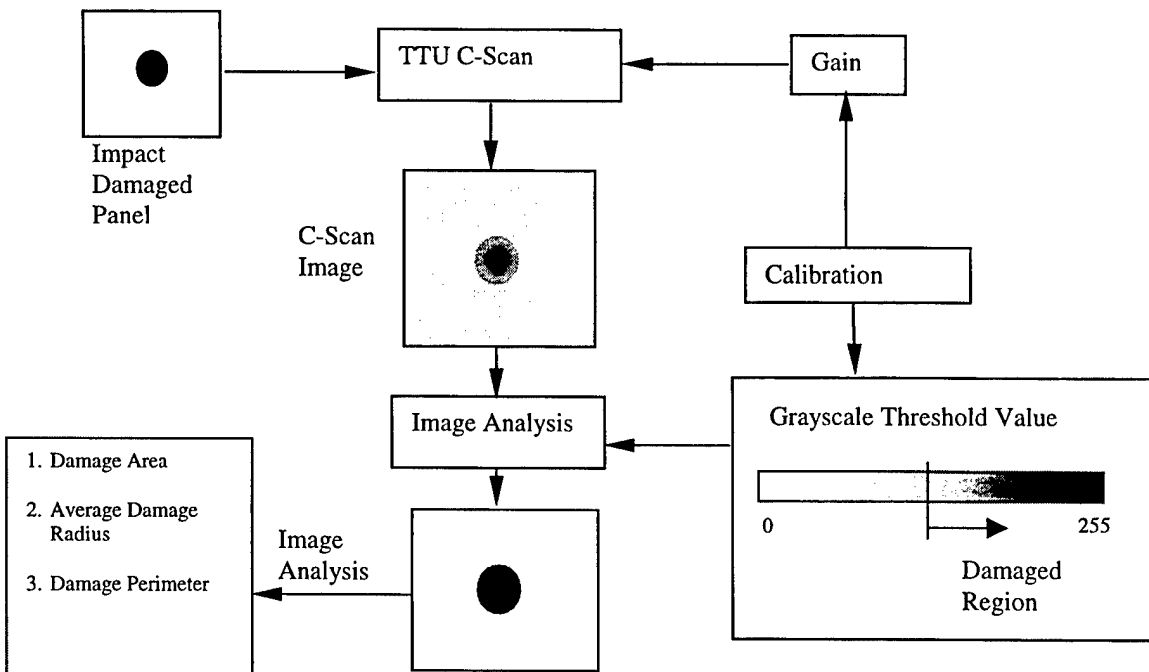 TTU C-Scan
Gain
Impact
Damaged
Panel
C-Scan
Image
Calibration
Image Analysis
Grayscale Threshold Value
0
255
Damaged
Region
Image
Analysis
1. Damage Area
2. Average Damage
Radius
3. Damage Perimeter